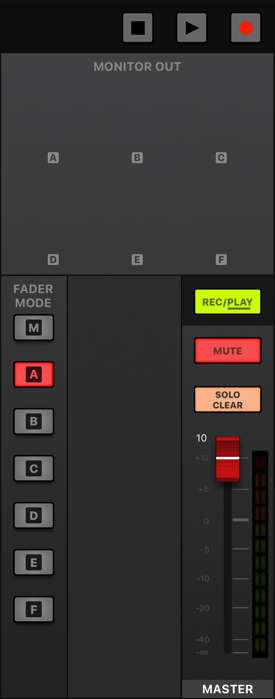 MONITOR OUT
A B C
D E F
FADER
MODE
M
A
B
C
D
E
F
REC/PLAY
MUTE
SOLO
CLEAR
10
+10
+5
0
-5
-10
-20
-40
-∞
MASTER